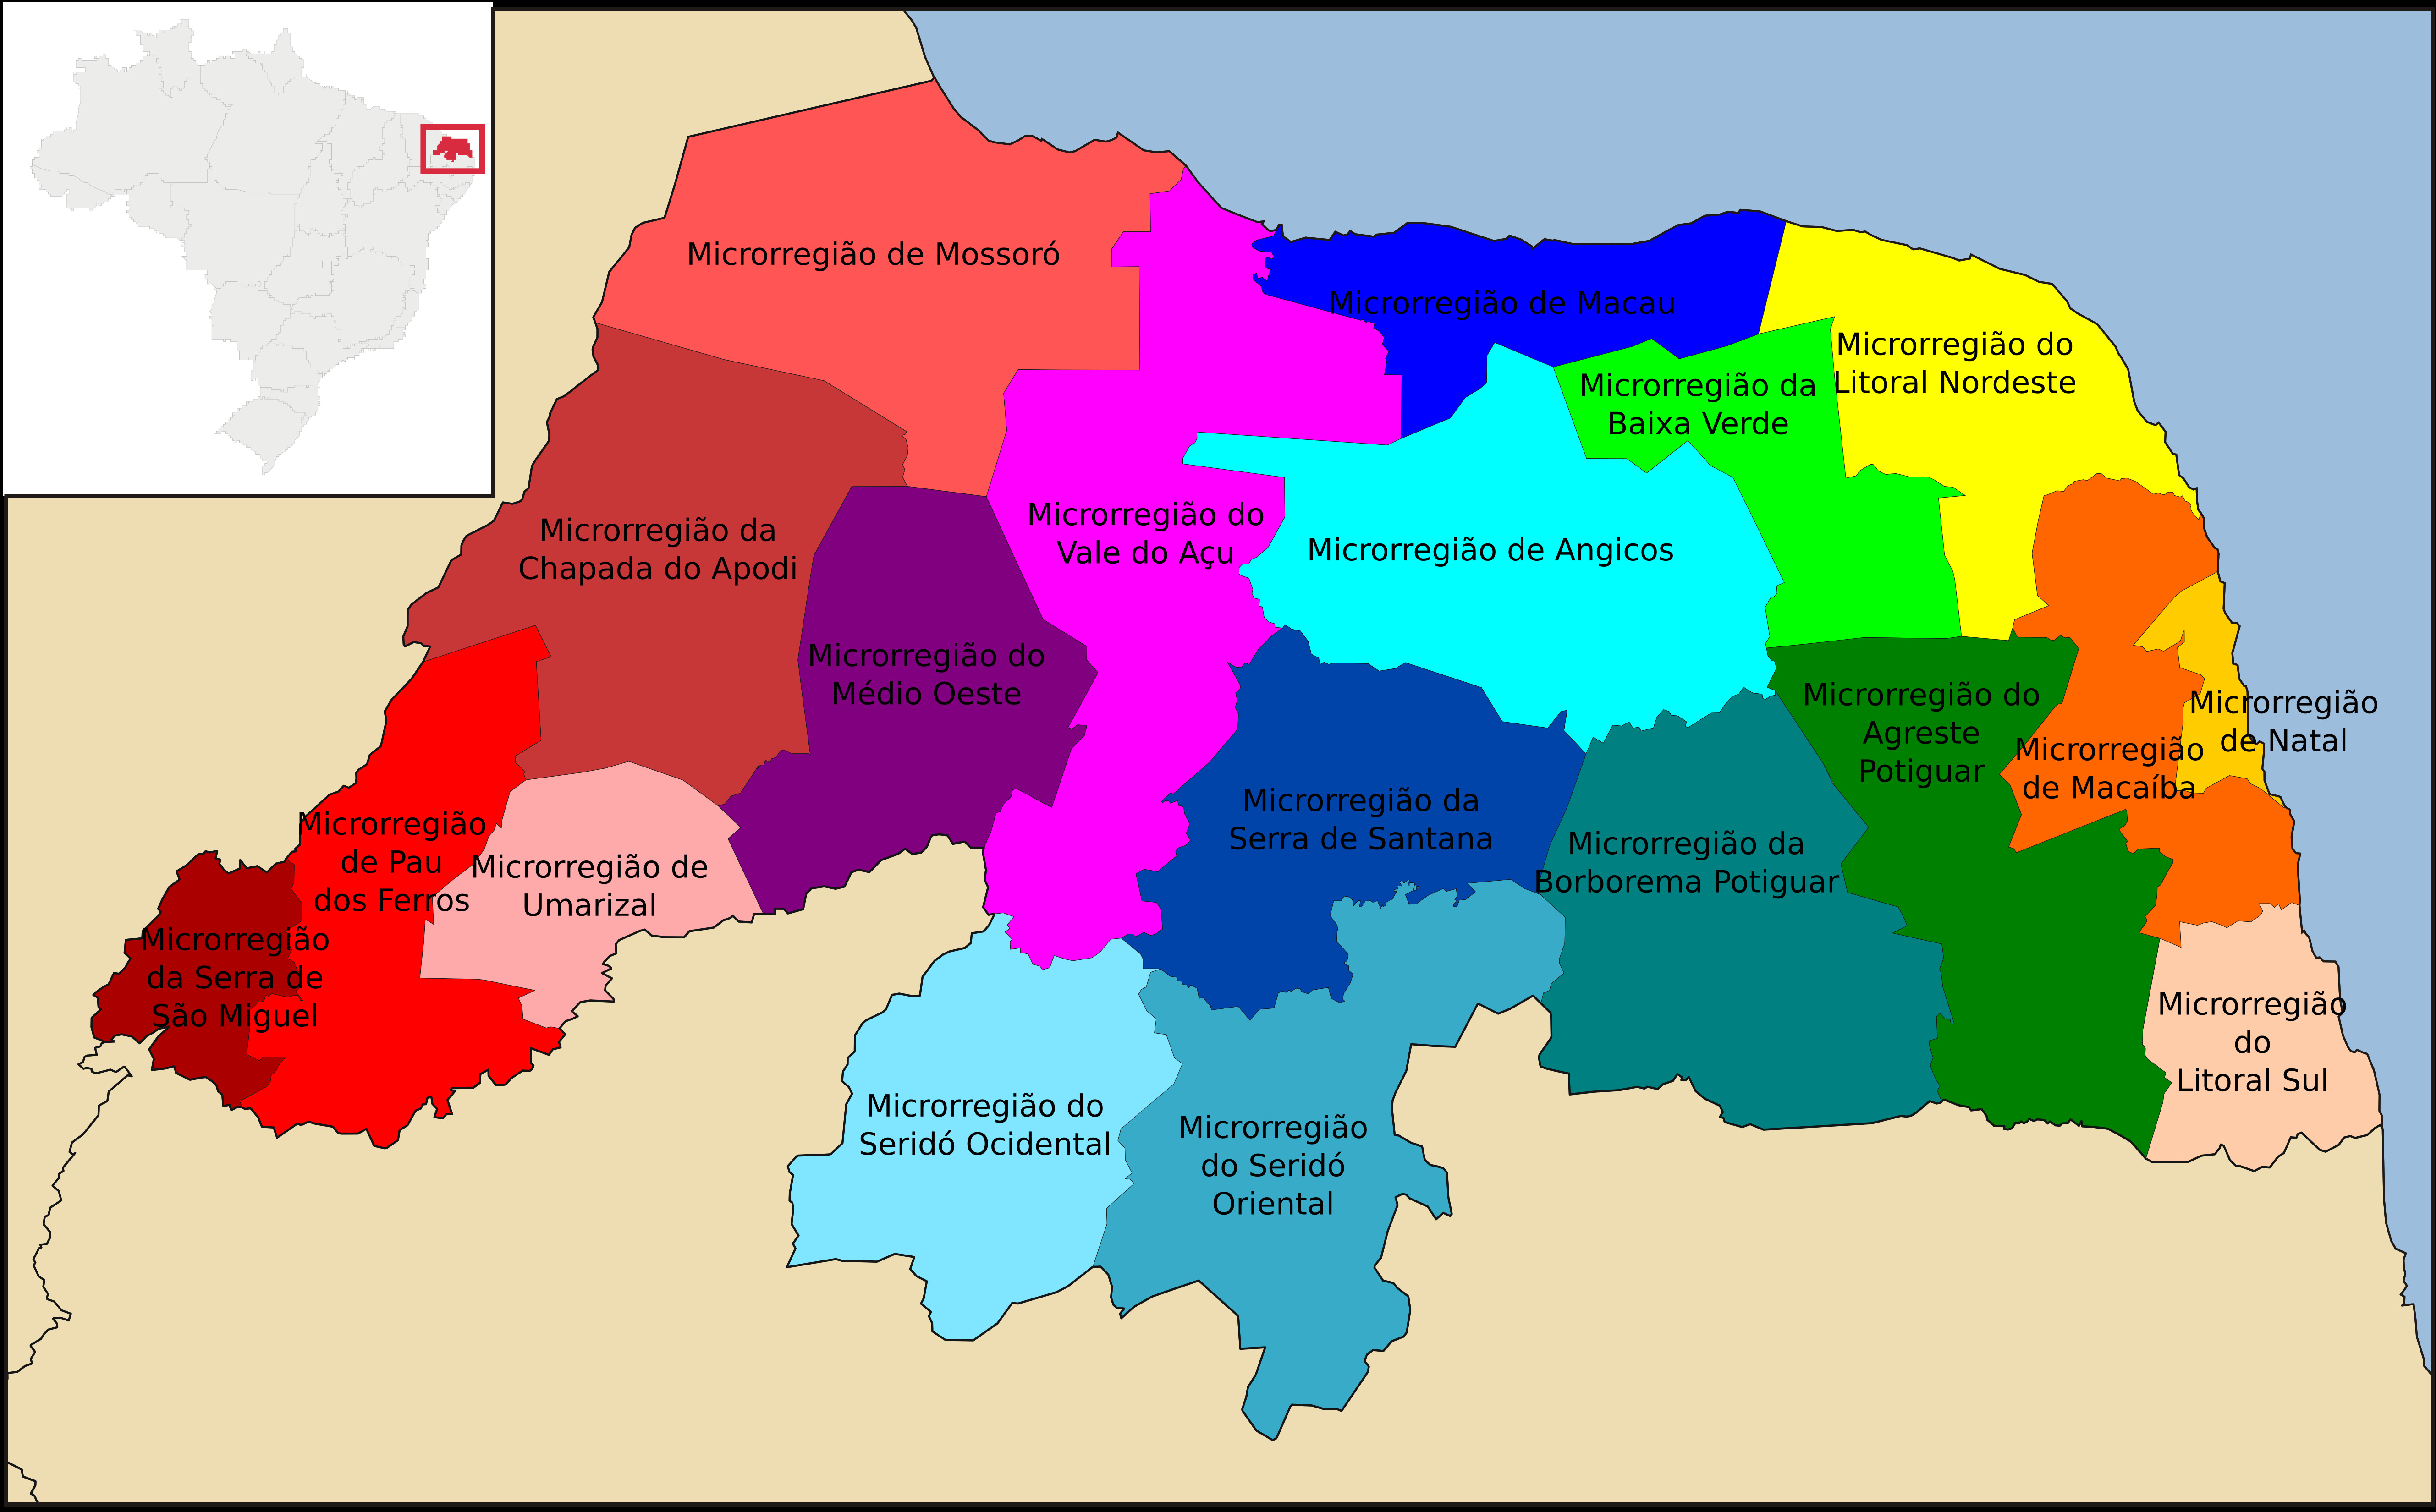 Microrregião de Mossoró
Microrregião de Macau
Microrregião do
Litoral Nordeste
Microrregião da
Baixa Verde
Microrregião da
Chapada do Apodi
Microrregião do
Vale do Açu
Microrregião de Angicos
Microrregião do
Médio Oeste
Microrregião do
Agreste
Potiguar
Microrregião
de Natal
Microrregião
de Macaíba
Microrregião
de Pau
dos Ferros
Microrregião de
Umarizal
Microrregião da
Serra de Santana
Microrregião da
Borborema Potiguar
Microrregião
da Serra de
São Miguel
Microrregião
do
Litoral Sul
Microrregião do
Seridó Ocidental
Microrregião
do Seridó
Oriental